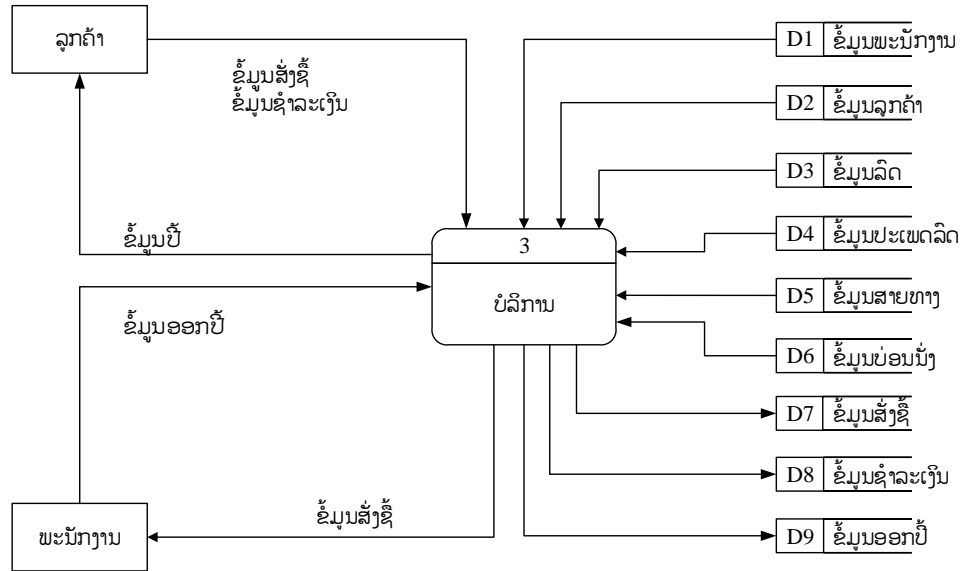 ລູກຄ້າ
ຂໍ້ມູນສັ່ງຊື້
ຂໍ້ມູນຊຳລະເງິນ
ຂໍ້ມູນປີ້
ຂໍ້ມູນອອກປີ້
3
ບໍລິການ
ຂໍ້ມູນສັ່ງຊື້
ພະນັກງານ
D1 ຂໍ້ມູນພະນັກງານ
D2 ຂໍ້ມູນລູກຄ້າ
D3 ຂໍ້ມູນລົດ
D4 ຂໍ້ມູນປະເພດລົດ
D5 ຂໍ້ມູນສາຍທາງ
D6 ຂໍ້ມູນບ່ອນນັ່ງ
D7 ຂໍ້ມູນສັ່ງຊື້
D8 ຂໍ້ມູນຊຳລະເງິນ
D9 ຂໍ້ມູນອອກປີ້